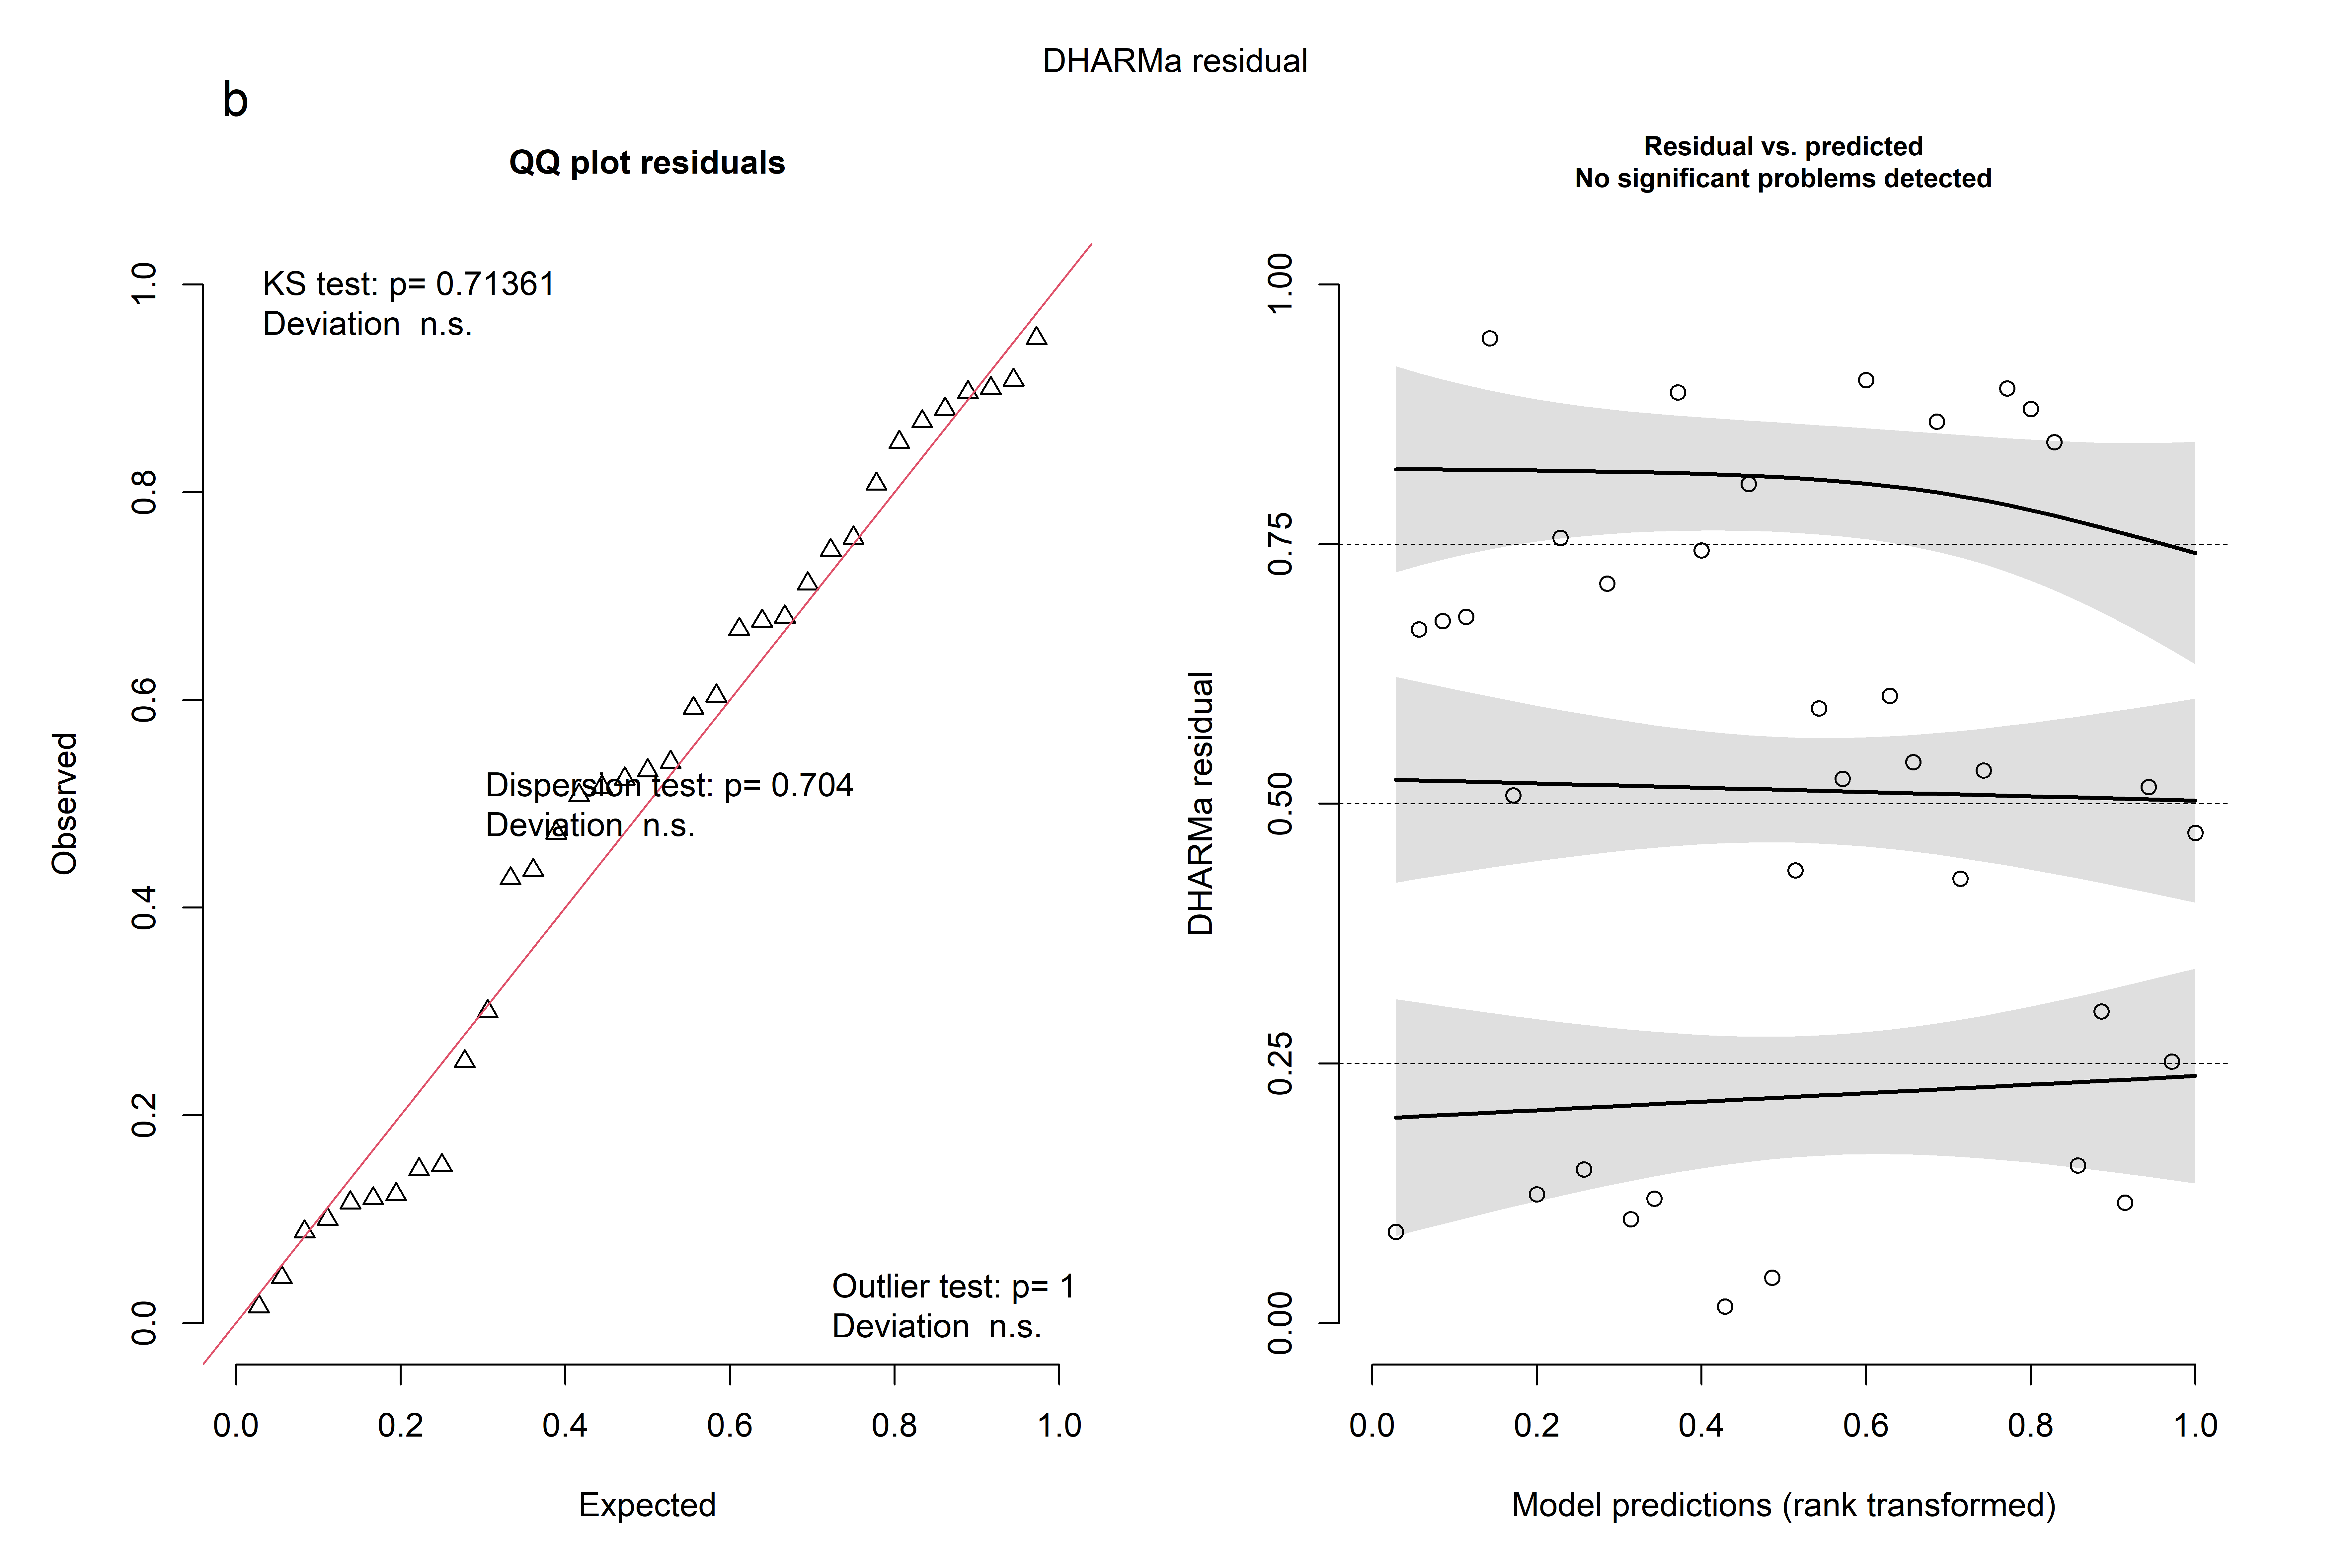 DHARMa residual
b
QQ plot residuals
KS test: p= 0.71361
Deviation  n.s.
Dispersion test: p= 0.704
Deviation  n.s.
Outlier test: p= 1
Deviation  n.s.
Observed
1.0
0.8
0.6
0.4
0.2
0.0
0.0 0.2 0.4 0.6 0.8 1.0
Expected
Residual vs. predicted
No significant problems detected
DHARMa residual
1.00
0.75
0.50
0.25
0.00
0.0 0.2 0.4 0.6 0.8 1.0
Model predictions (rank transformed)